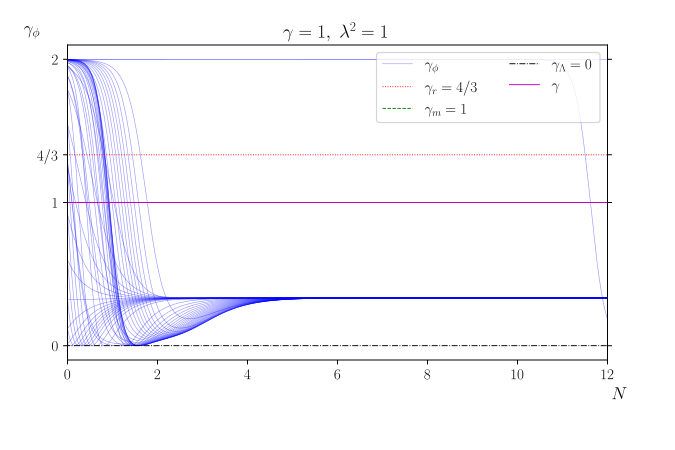 γ_ϕ
γ = 1, λ² = 1
2
4/3
1
0
γ_ϕ
γ_r = 4/3
γ_m = 1
γ_Λ = 0
γ
0 2 4 6 8 10 12
N